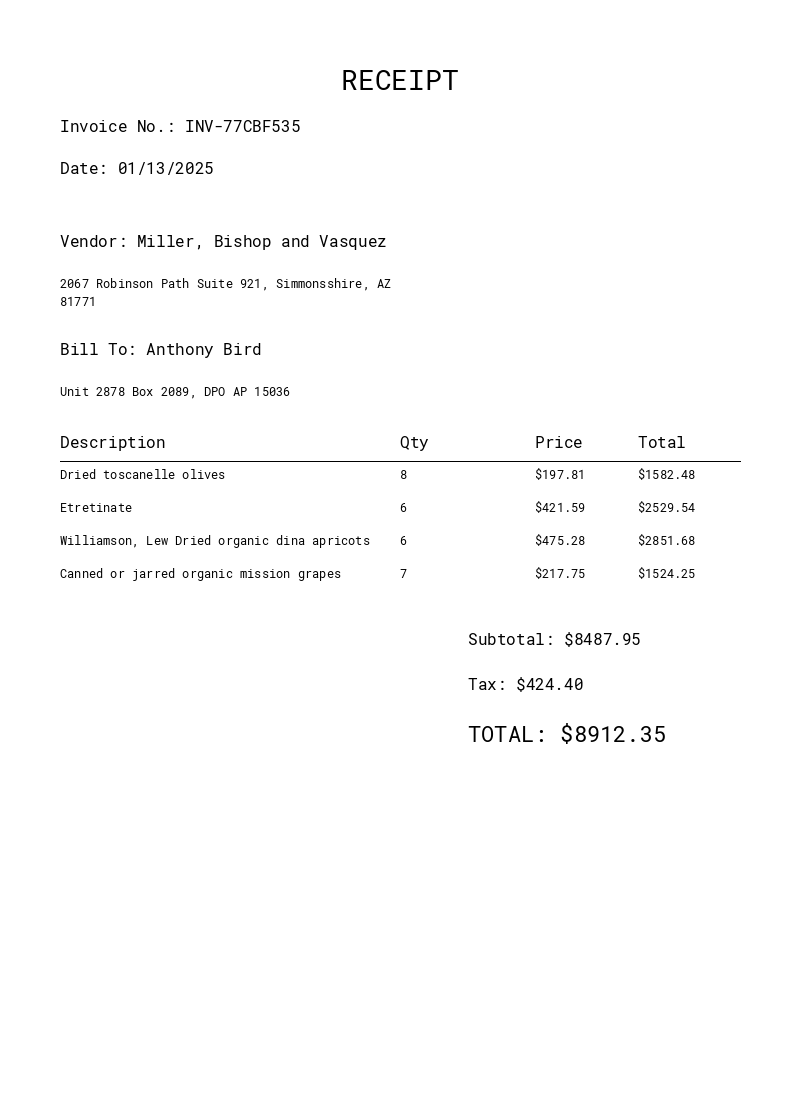 RECEIPT
Invoice No.: INV-77CBF535
Date: 01/13/2025
Vendor: Miller, Bishop and Vasquez
2067 Robinson Path Suite 921, Simmonsshire, AZ
81771
Bill To: Anthony Bird
Unit 2878 Box 2089, DPO AP 15036
Description Qty Price Total
Dried toscanelle olives 8 $197.81 $1582.48
Etretinate 6 $421.59 $2529.54
Williamson, Lew Dried organic dina apricots 6 $475.28 $2851.68
Canned or jarred organic mission grapes 7 $217.75 $1524.25
Subtotal: $8487.95
Tax: $424.40
TOTAL: $8912.35